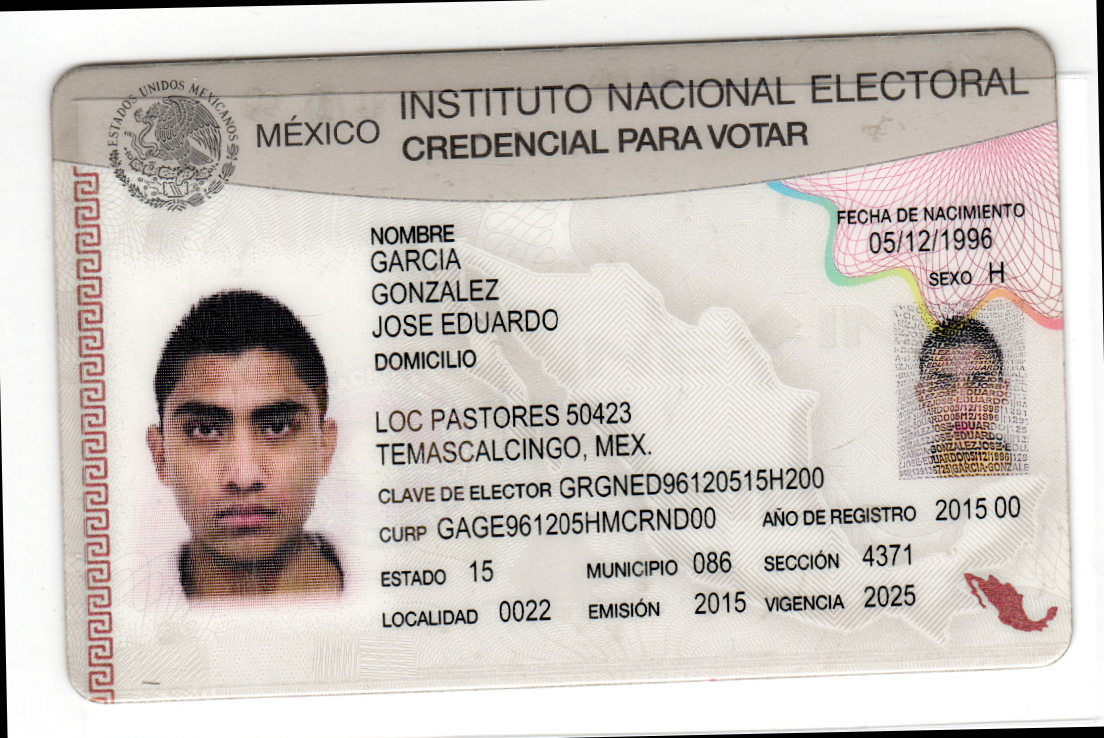 ESTADOS UNIDOS MEXICANOS
MÉXICO
INSTITUTO NACIONAL ELECTORAL
CREDENCIAL PARA VOTAR
FECHA DE NACIMIENTO
05/12/1996
SEXO H
NOMBRE
GARCIA
GONZALEZ
JOSE EDUARDO
DOMICILIO
LOC PASTORES 50423
TEMASCALCINGO, MEX.
CLAVE DE ELECTOR GRGNED96120515H200
CURP GAGE961205HMCRND00 AÑO DE REGISTRO 2015 00
ESTADO 15 MUNICIPIO 086 SECCIÓN 4371
LOCALIDAD 0022 EMISIÓN 2015 VIGENCIA 2025